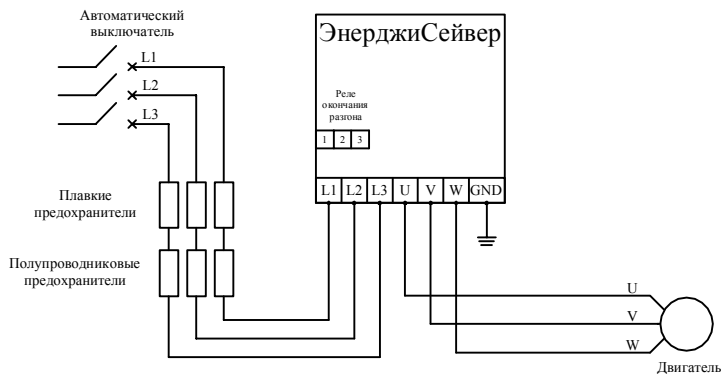 Автоматический
выключатель
L1
L2
L3
ЭнерджиСейвер
Реле
окончания
разгона
1 2 3
L1 L2 L3 U V W GND
Плавкие
предохранители
Полупроводниковые
предохранители
U
V
W
Двигатель